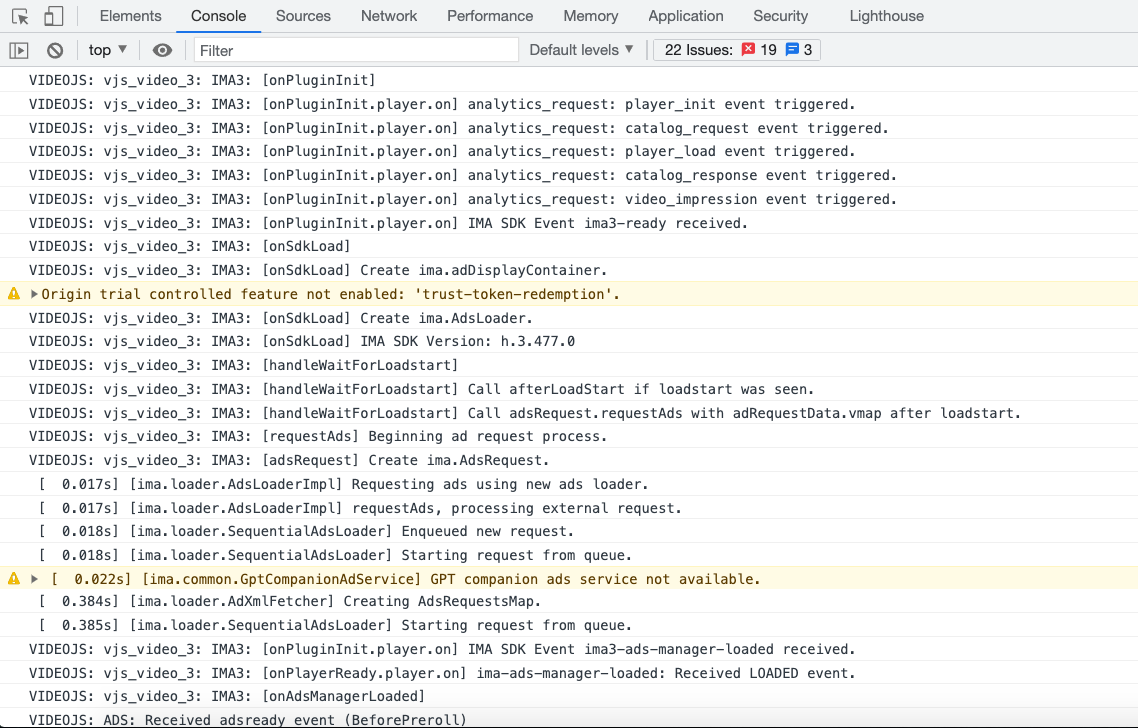 Elements Console Sources Network Performance Memory Application Security Lighthouse
top ▼ Filter Default levels ▼ 22 Issues: 19 3
VIDEOJS: vjs_video_3: IMA3: [onPluginInit]
VIDEOJS: vjs_video_3: IMA3: [onPluginInit.player.on] analytics_request: player_init event triggered.
VIDEOJS: vjs_video_3: IMA3: [onPluginInit.player.on] analytics_request: catalog_request event triggered.
VIDEOJS: vjs_video_3: IMA3: [onPluginInit.player.on] analytics_request: player_load event triggered.
VIDEOJS: vjs_video_3: IMA3: [onPluginInit.player.on] analytics_request: catalog_response event triggered.
VIDEOJS: vjs_video_3: IMA3: [onPluginInit.player.on] analytics_request: video_impression event triggered.
VIDEOJS: vjs_video_3: IMA3: [onPluginInit.player.on] IMA SDK Event ima3-ready received.
VIDEOJS: vjs_video_3: IMA3: [onSdkLoad]
VIDEOJS: vjs_video_3: IMA3: [onSdkLoad] Create ima.adDisplayContainer.
Origin trial controlled feature not enabled: 'trust-token-redemption'.
VIDEOJS: vjs_video_3: IMA3: [onSdkLoad] Create ima.AdsLoader.
VIDEOJS: vjs_video_3: IMA3: [onSdkLoad] IMA SDK Version: h.3.477.0
VIDEOJS: vjs_video_3: IMA3: [handleWaitForLoadstart]
VIDEOJS: vjs_video_3: IMA3: [handleWaitForLoadstart] Call afterLoadStart if loadstart was seen.
VIDEOJS: vjs_video_3: IMA3: [handleWaitForLoadstart] Call adsRequest.requestAds with adRequestData.vmap after loadstart.
VIDEOJS: vjs_video_3: IMA3: [requestAds] Beginning ad request process.
VIDEOJS: vjs_video_3: IMA3: [adsRequest] Create ima.AdsRequest.
[  0.017s] [ima.loader.AdsLoaderImpl] Requesting ads using new ads loader.
[  0.017s] [ima.loader.AdsLoaderImpl] requestAds, processing external request.
[  0.018s] [ima.loader.SequentialAdsLoader] Enqueued new request.
[  0.018s] [ima.loader.SequentialAdsLoader] Starting request from queue.
[  0.022s] [ima.common.GptCompanionAdService] GPT companion ads service not available.
[  0.384s] [ima.loader.AdXmlFetcher] Creating AdsRequestsMap.
[  0.385s] [ima.loader.SequentialAdsLoader] Starting request from queue.
VIDEOJS: vjs_video_3: IMA3: [onPluginInit.player.on] IMA SDK Event ima3-ads-manager-loaded received.
VIDEOJS: vjs_video_3: IMA3: [onPlayerReady.player.on] ima-ads-manager-loaded: Received LOADED event.
VIDEOJS: vjs_video_3: IMA3: [onAdsManagerLoaded]
VIDEOJS: ADS: Received adsready event (BeforePreroll)